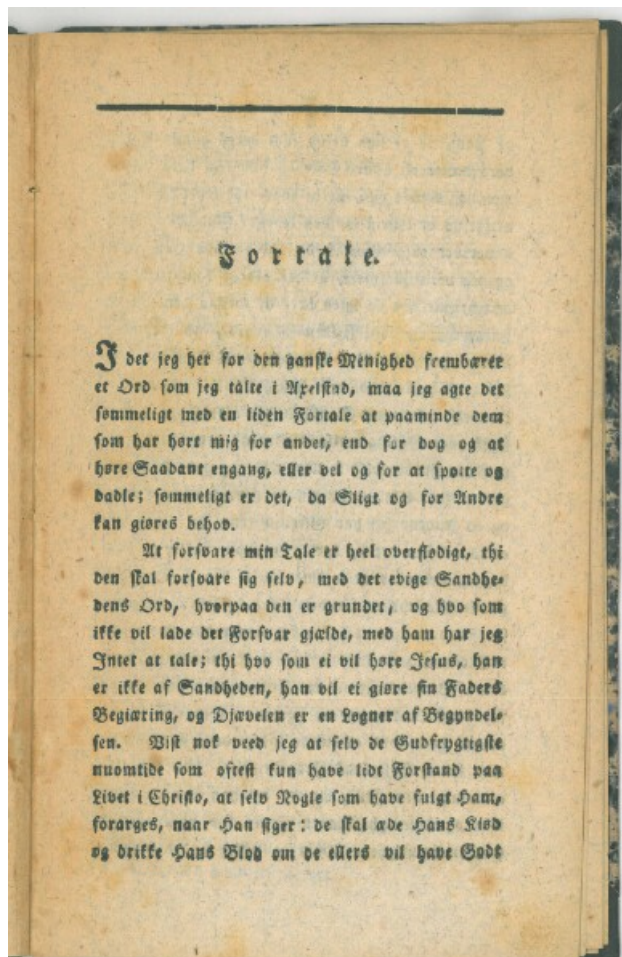 Fortale.
I det jeg her for den ganske Menighed frembærer
et Ord som jeg talte i Axelstad, maa jeg agte det
sømmeligt med en liden Fortale at paaminde dem
som har hørt mig for andet, end for dog og at
høre Saadant engang, eller vel og for at spotte og
dadle; sømmeligt er det, da Sligt og for Andre
kan giøres behov.
At forsvare min Tale er heel overflødigt, thi
den skal forsvare sig selv, med det evige Sandhe-
dens Ord, hvorpaa den er grundet, og hvo som
ikke vil lade det Forsvar gjælde, med ham har jeg
Intet at tale; thi hvo som ei vil høre Jesus, han
er ikke af Sandheden, han vil ei giøre sin Faders
Begiæring, og Djævelen er en Løgner af Begyndel-
sen. Vist nok veed jeg at selv de Gudfrygtigste
nuomtide som oftest kun have lidt Forstand paa
Livet i Christo, at selv Nogle som have fulgt Ham,
forarges, naar Han siger: de skal æde Hans Kiød
og drikke Hans Blod om de ellers vil have Godt